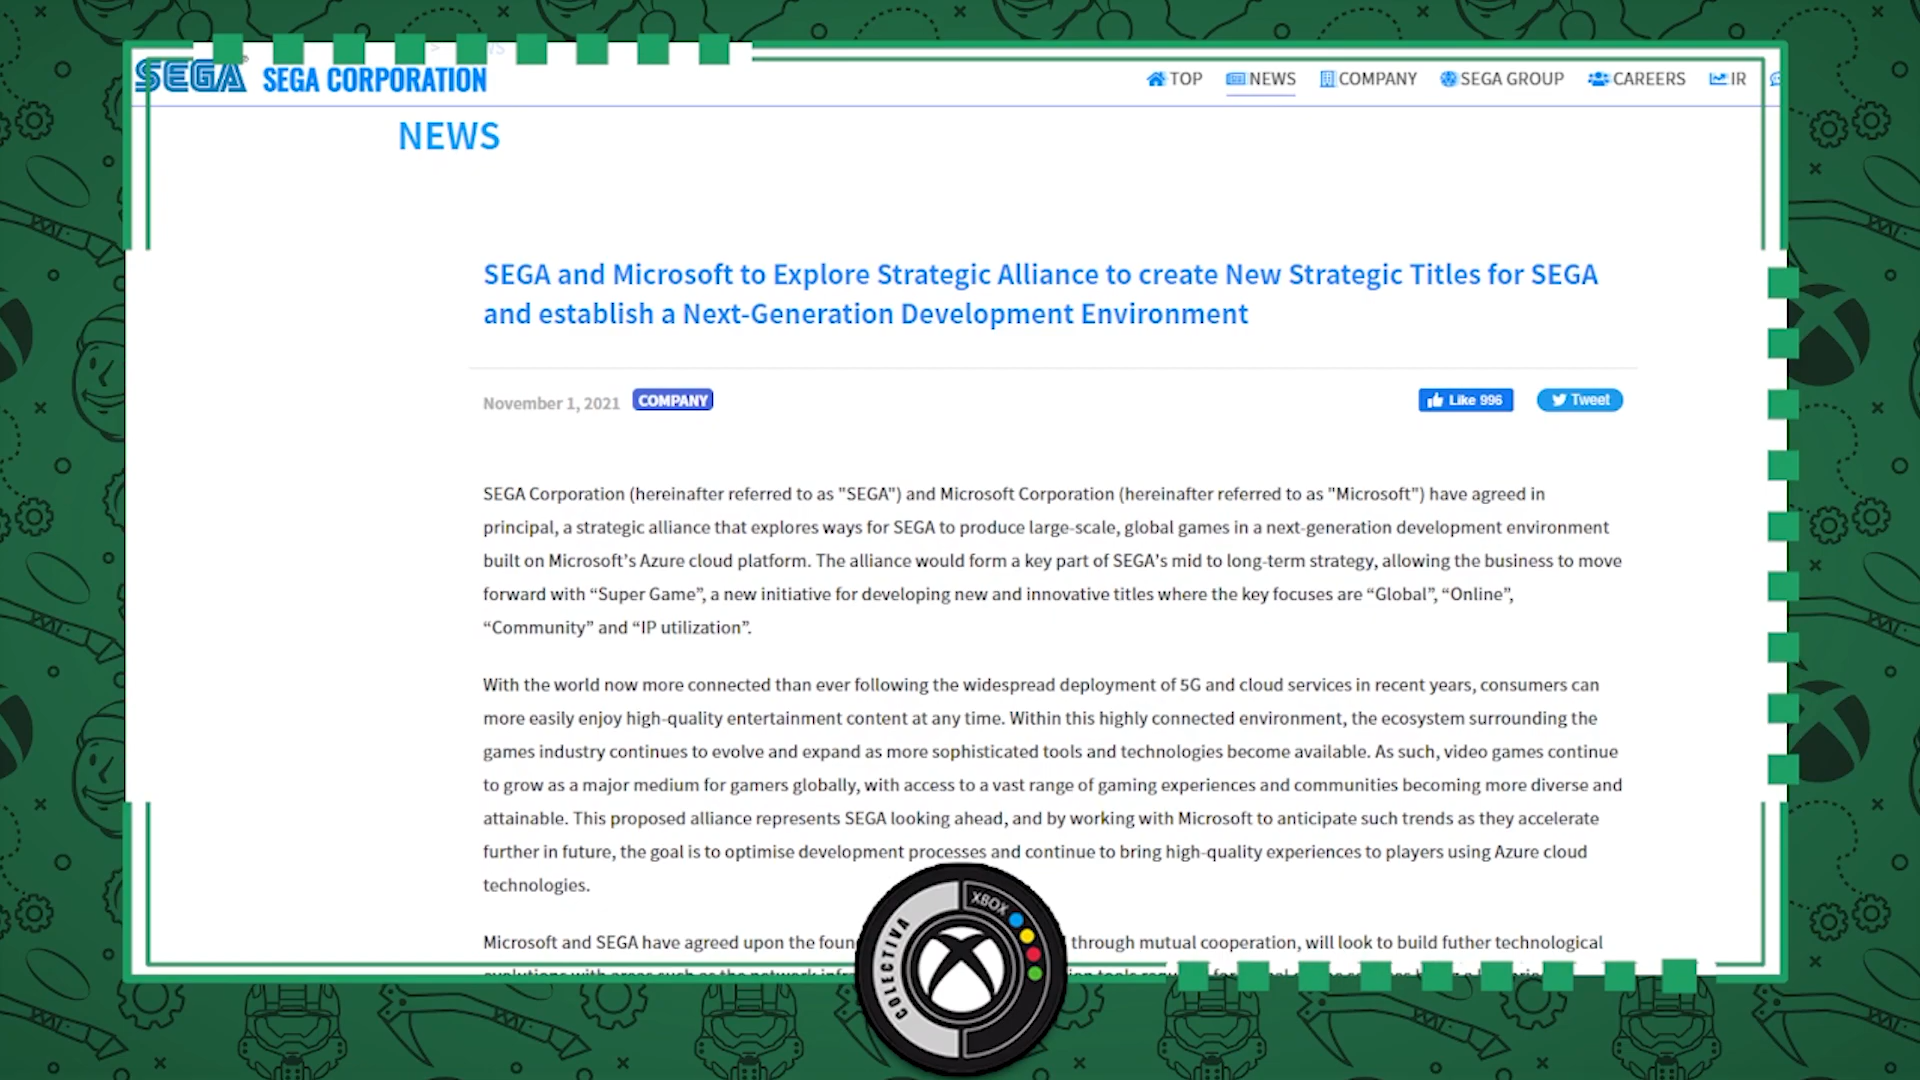 SEGA SEGA CORPORATION
TOP NEWS COMPANY SEGA GROUP CAREERS IR
NEWS
SEGA and Microsoft to Explore Strategic Alliance to create New Strategic Titles for SEGA
and establish a Next-Generation Development Environment
November 1, 2021 COMPANY
Like 996 Tweet
SEGA Corporation (hereinafter referred to as "SEGA") and Microsoft Corporation (hereinafter referred to as "Microsoft") have agreed in
principal, a strategic alliance that explores ways for SEGA to produce large-scale, global games in a next-generation development environment
built on Microsoft’s Azure cloud platform. The alliance would form a key part of SEGA’s mid to long-term strategy, allowing the business to move
forward with “Super Game”, a new initiative for developing new and innovative titles where the key focuses are “Global”, “Online”,
“Community” and “IP utilization”.
With the world now more connected than ever following the widespread deployment of 5G and cloud services in recent years, consumers can
more easily enjoy high-quality entertainment content at any time. Within this highly connected environment, the ecosystem surrounding the
games industry continues to evolve and expand as more sophisticated tools and technologies become available. As such, video games continue
to grow as a major medium for gamers globally, with access to a vast range of gaming experiences and communities becoming more diverse and
attainable. This proposed alliance represents SEGA looking ahead, and by working with Microsoft to anticipate such trends as they accelerate
further in future, the goal is to optimise development processes and continue to bring high-quality experiences to players using Azure cloud
technologies.
Microsoft and SEGA have agreed upon the through mutual cooperation, will look to build futher technological
COLECTIVA XBOX